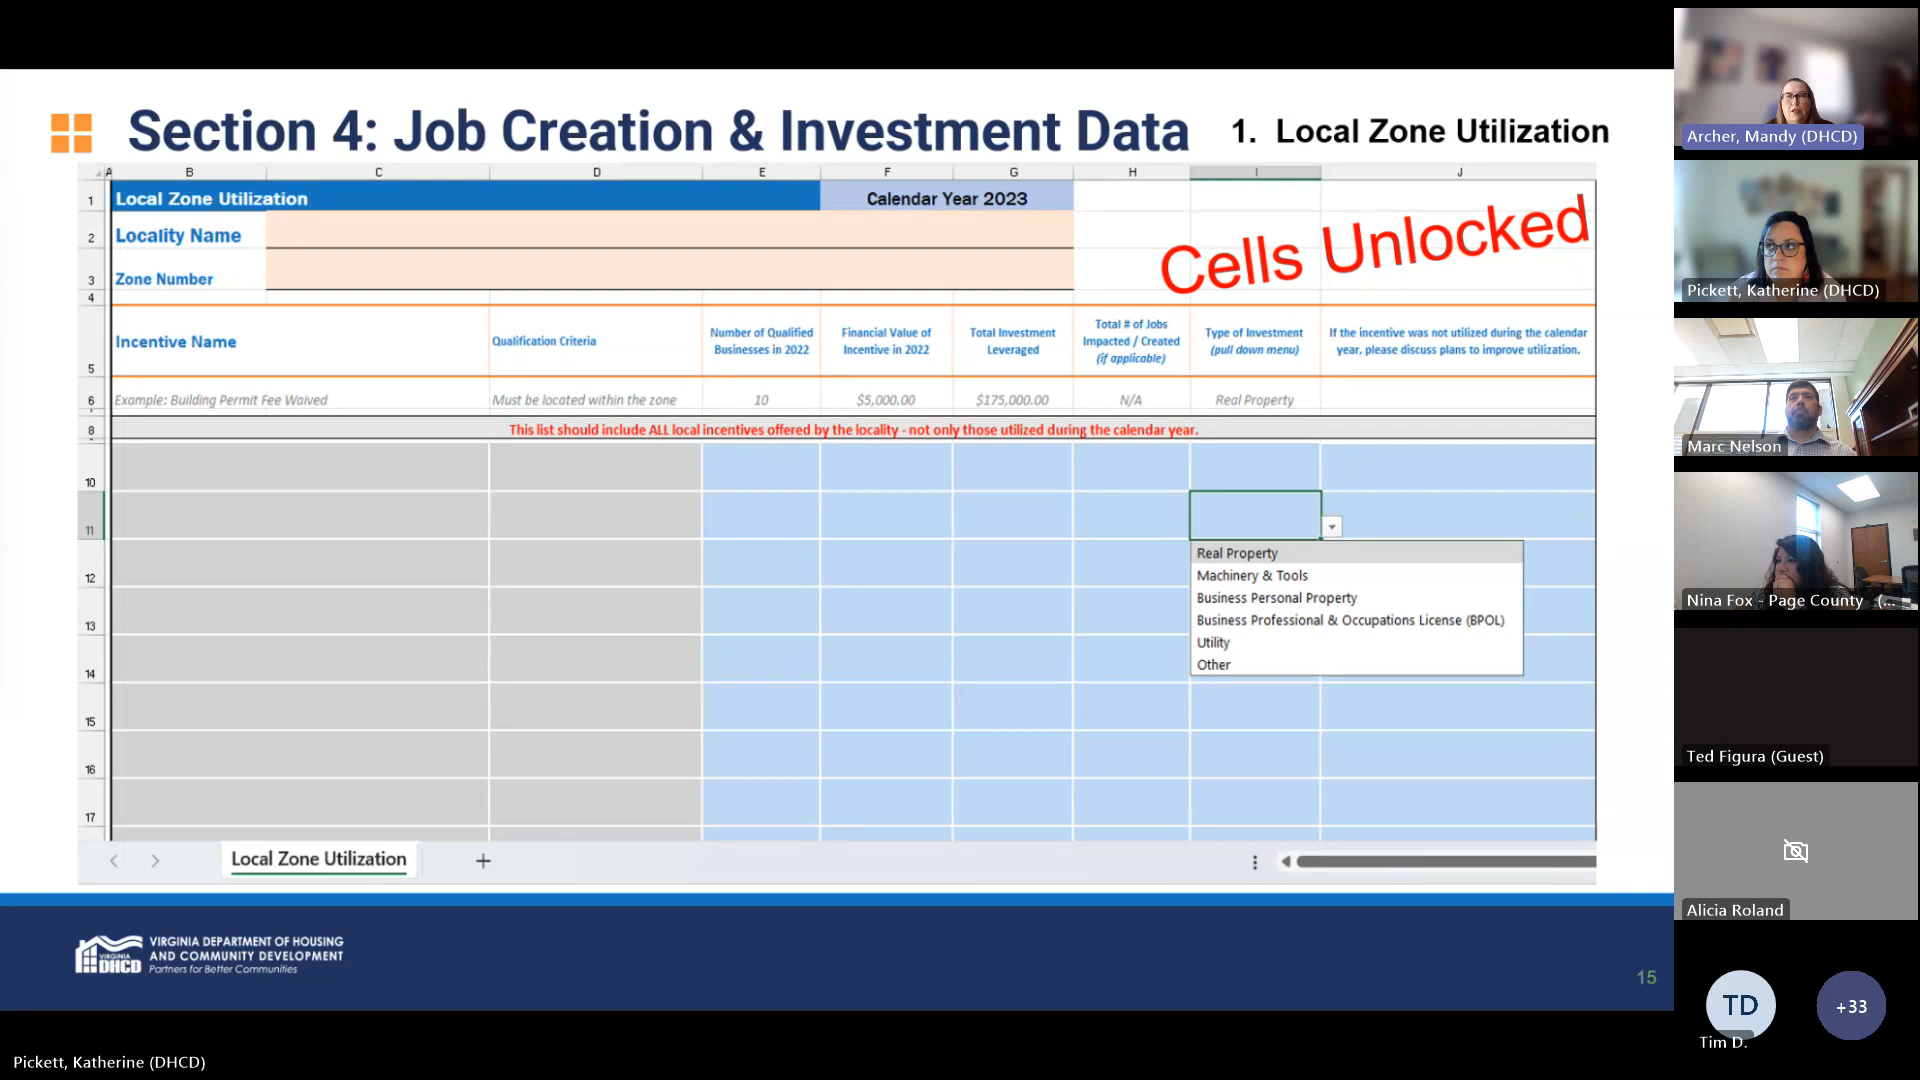 Section 4: Job Creation & Investment Data
1. Local Zone Utilization
A B C D E F G H I J
1 Local Zone Utilization Calendar Year 2023
2 Locality Name
3 Zone Number
Cells Unlocked
4
5 Incentive Name
Qualification Criteria
Number of Qualified
Businesses in 2022
Financial Value of
Incentive in 2022
Total Investment
Leveraged
Total # of Jobs
Impacted / Created
(if applicable)
Type of Investment
(pull down menu)
If the incentive was not utilized during the calendar
year, please discuss plans to improve utilization.
6 Example: Building Permit Fee Waived Must be located within the zone 10 $5,000.00 $175,000.00 N/A Real Property
8 This list should include ALL local incentives offered by the locality - not only those utilized during the calendar year.
10
11
12
13
14
15
16
17
Real Property
Machinery & Tools
Business Personal Property
Business Professional & Occupations License (BPOL)
Utility
Other
Local Zone Utilization
VIRGINIA DEPARTMENT OF HOUSING
AND COMMUNITY DEVELOPMENT
Partners for Better Communities
VIRGINIA
DHCD
15
Pickett, Katherine (DHCD)
Archer, Mandy (DHCD)
Pickett, Katherine (DHCD)
Marc Nelson
Nina Fox - Page County (...
Ted Figura (Guest)
Alicia Roland
TD
Tim D.
+33